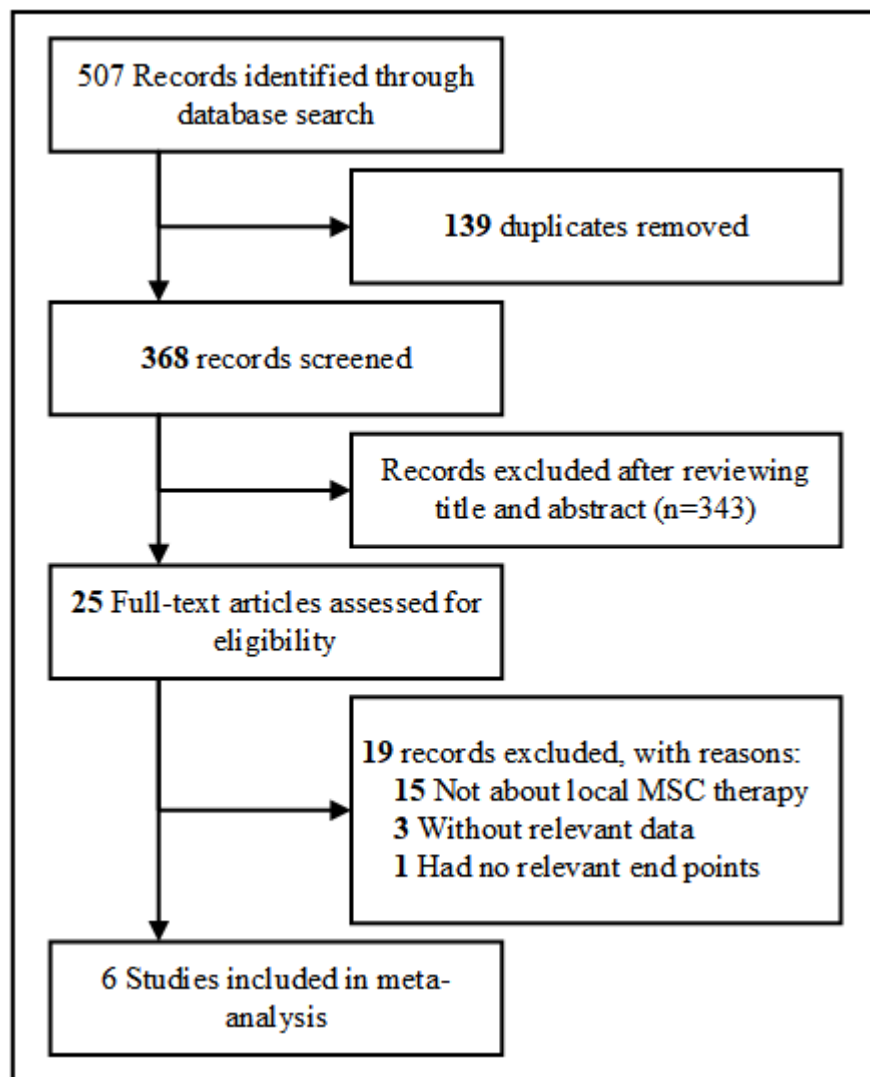 507 Records identified through
database search
139 duplicates removed
368 records screened
Records excluded after reviewing
title and abstract (n=343)
25 Full-text articles assessed for
eligibility
19 records excluded, with reasons:
15 Not about local MSC therapy
3 Without relevant data
1 Had no relevant end points
6 Studies included in meta-
analysis